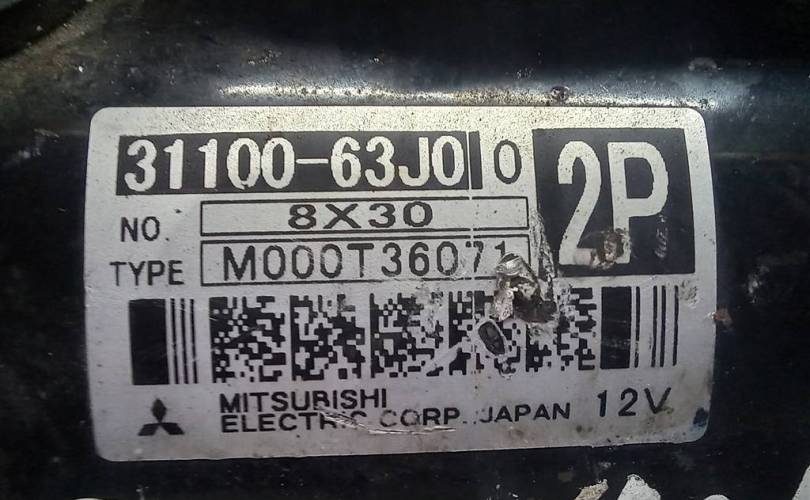 31100-63J0 0 2P
NO. 8X30
TYPE M000T36071
MITSUBISHI
ELECTRIC CORP. JAPAN 12V